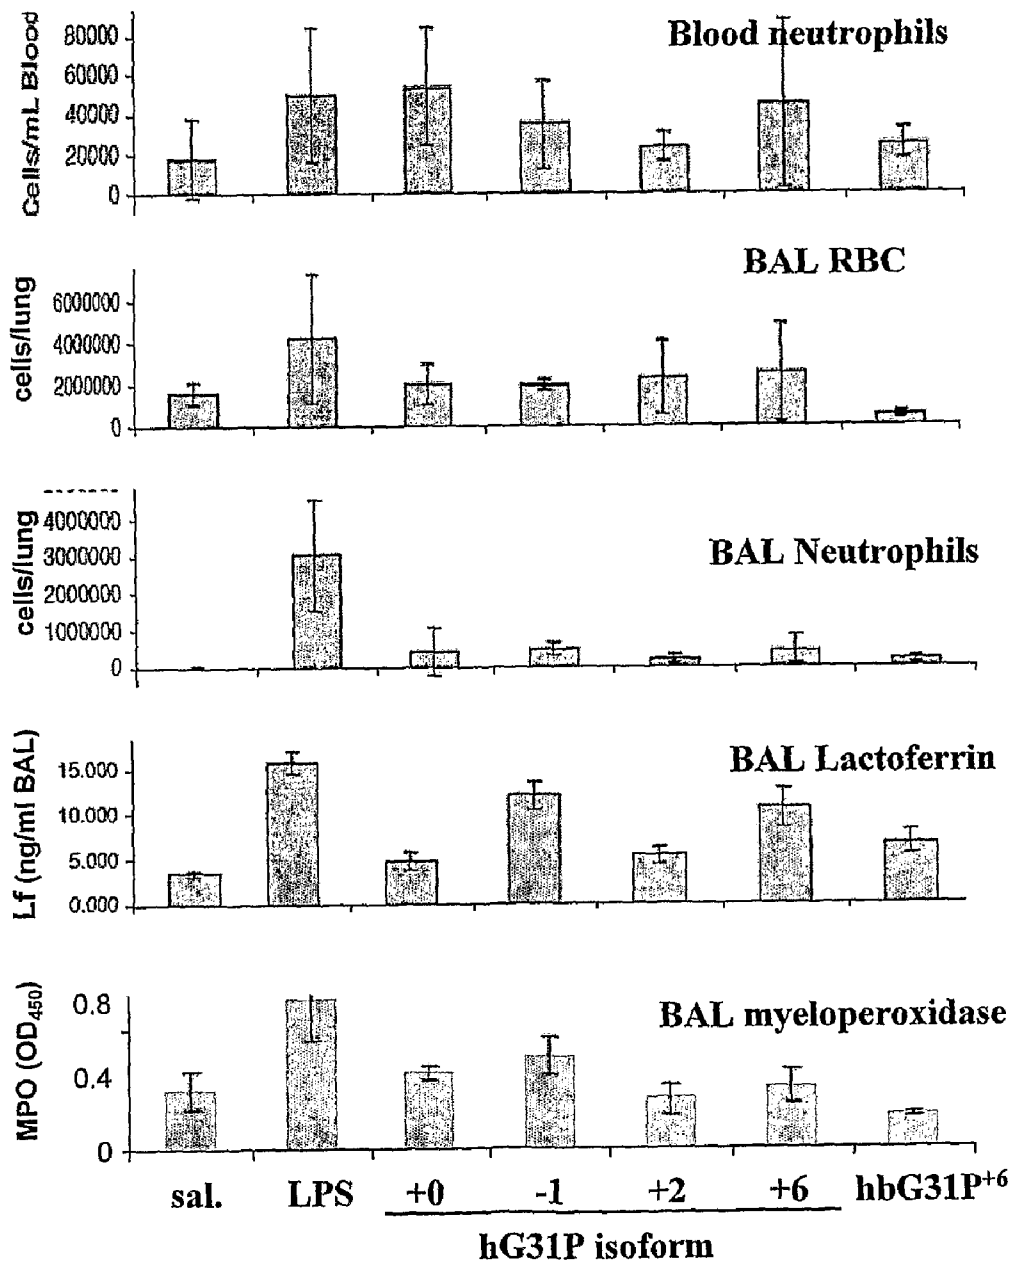 Blood neutrophils
Cells/mL Blood
80000
60000
40000
20000
0
BAL RBC
cells/lung
6000000
4000000
2000000
0
BAL Neutrophils
cells/lung
4000000
3000000
2000000
1000000
0
BAL Lactoferrin
Lf (ng/ml BAL)
15.000
10.000
5.000
0.000
BAL myeloperoxidase
MPO (OD450)
0.8
0.4
0
sal. LPS +0 -1 +2 +6 hbG31P+6
hG31P isoform